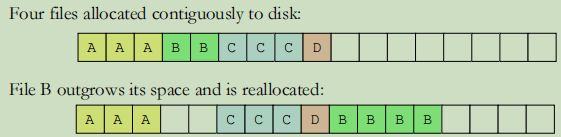 Four files allocated contiguously to disk:
A A A B B C C C D
File B outgrows its space and is reallocated:
A A A C C C D B B B B